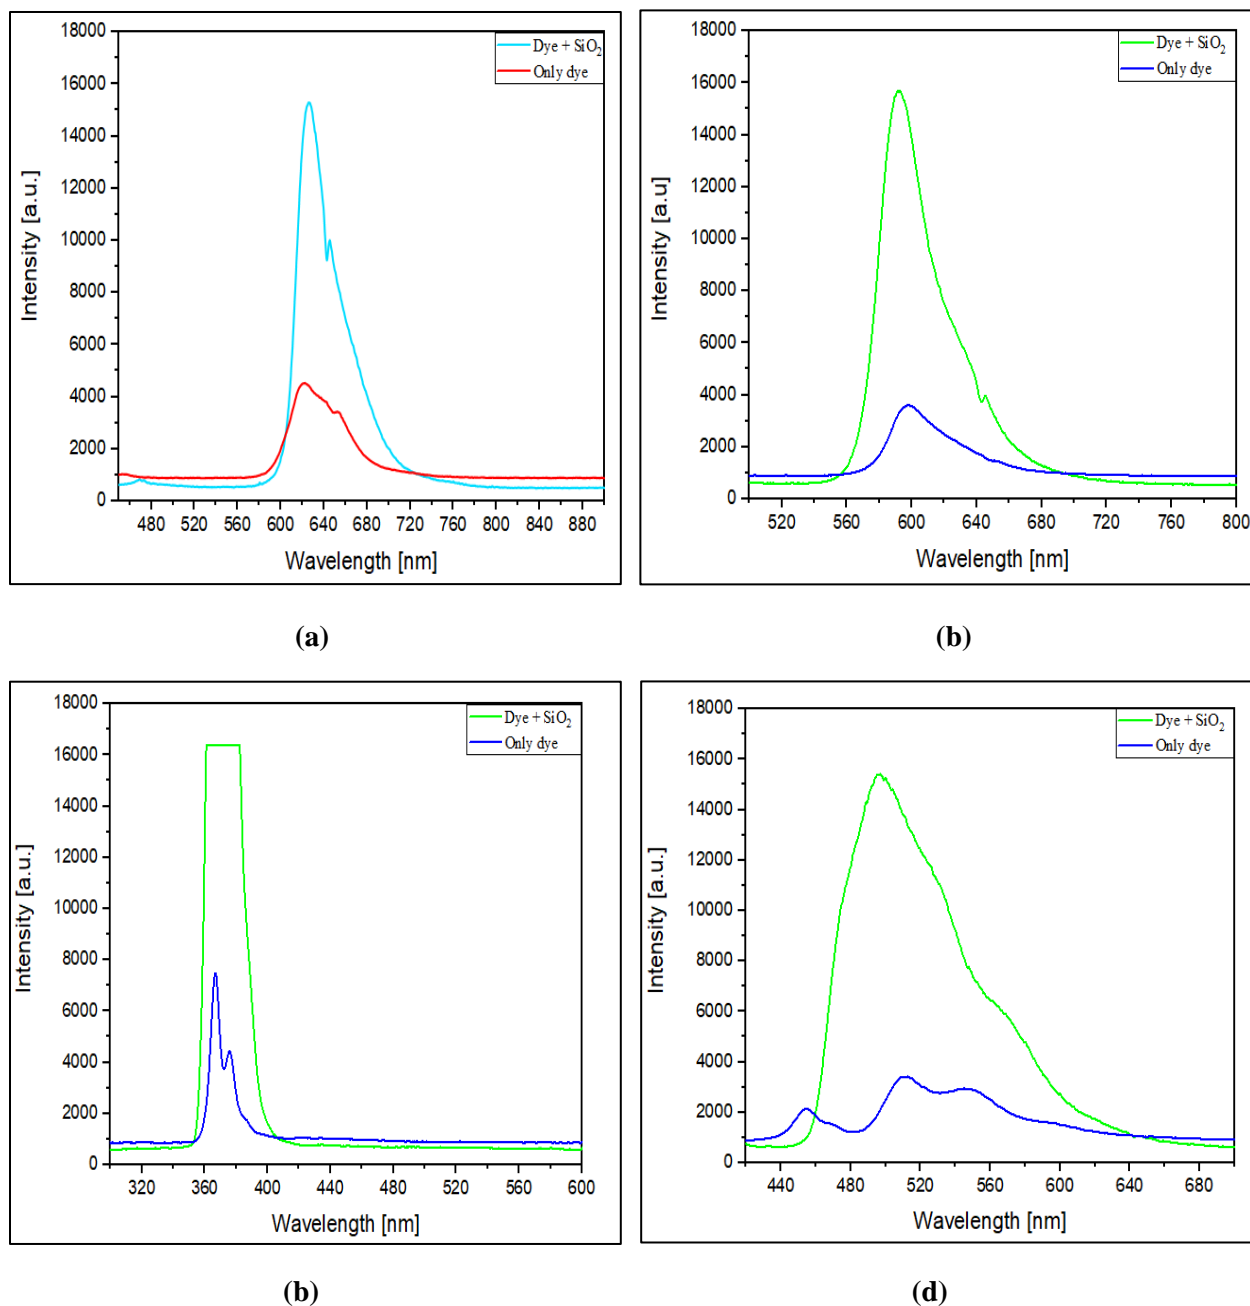 18000
16000
14000
12000
10000
8000
6000
4000
2000
0
Intensity [a.u.]
Dye + SiO₂
Only dye
480 520 560 600 640 680 720 760 800 840 880
Wavelength [nm]
(a)
18000
16000
14000
12000
10000
8000
6000
4000
2000
0
Intensity [a.u]
Dye + SiO₂
Only dye
520 560 600 640 680 720 760 800
Wavelength [nm]
(b)
18000
16000
14000
12000
10000
8000
6000
4000
2000
0
Intensity [a.u.]
Dye + SiO₂
Only dye
320 360 400 440 480 520 560 600
Wavelength [nm]
(b)
18000
16000
14000
12000
10000
8000
6000
4000
2000
0
Intensity [a.u.]
Dye + SiO₂
Only dye
440 480 520 560 600 640 680
Wavelength [nm]
(d)